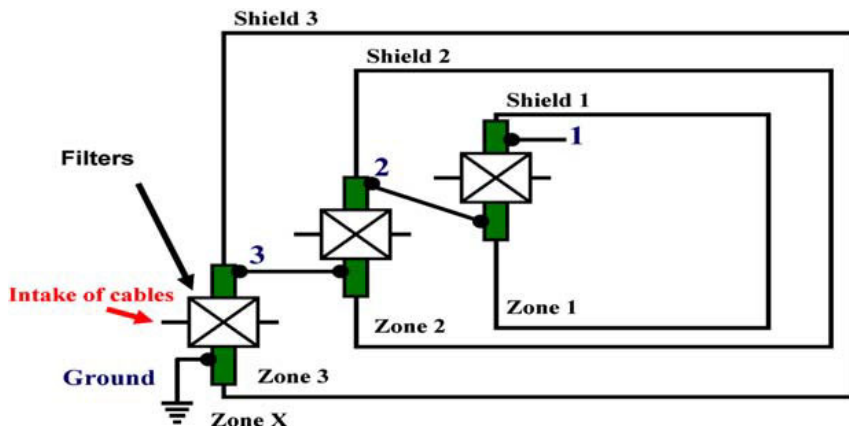 Shield 3
Shield 2
Shield 1
1
Filters
2
3
Intake of cables
Zone 1
Zone 2
Ground
Zone 3
Zone X